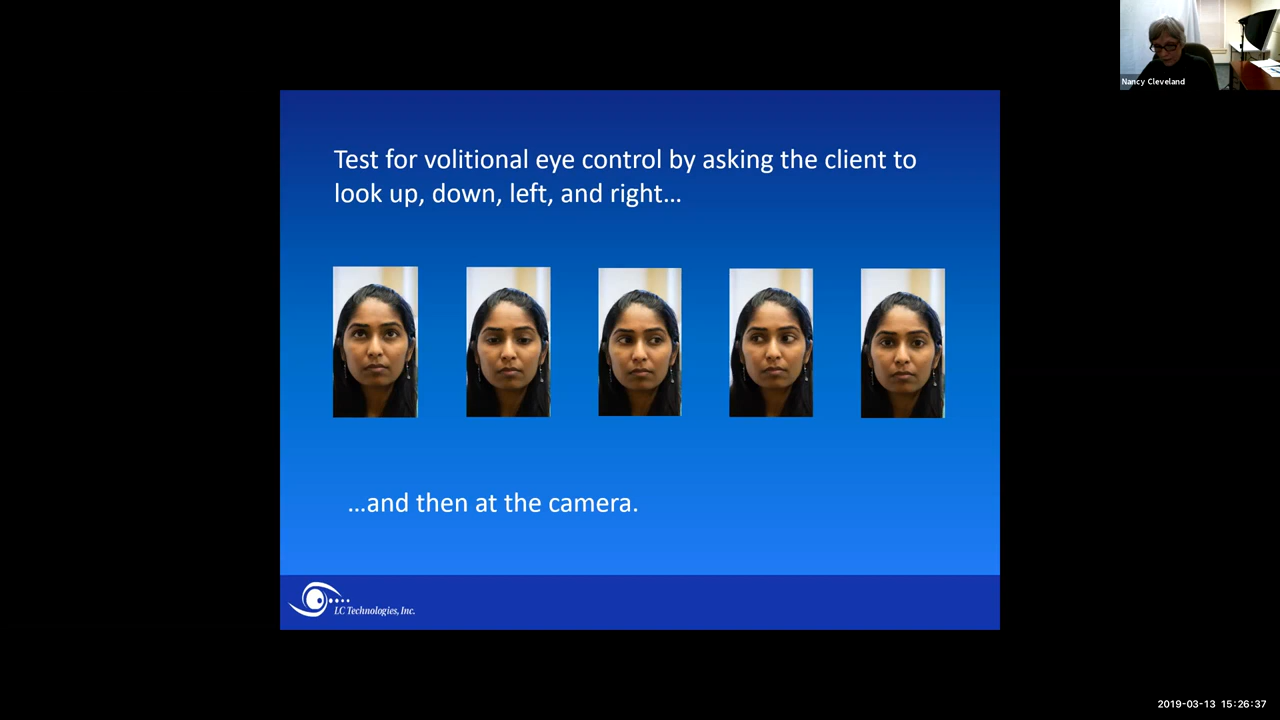 Nancy Cleveland
Test for volitional eye control by asking the client to
look up, down, left, and right...
...and then at the camera.
LC Technologies, Inc.
2019-03-13 15:26:37